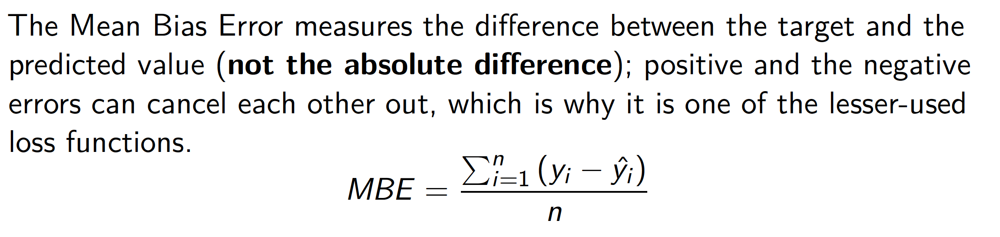 The Mean Bias Error measures the difference between the target and the
predicted value (not the absolute difference); positive and the negative
errors can cancel each other out, which is why it is one of the lesser-used
loss functions.
MBE = \frac{\sum_{i=1}^{n} (y_i - \hat{y}_i)}{n}